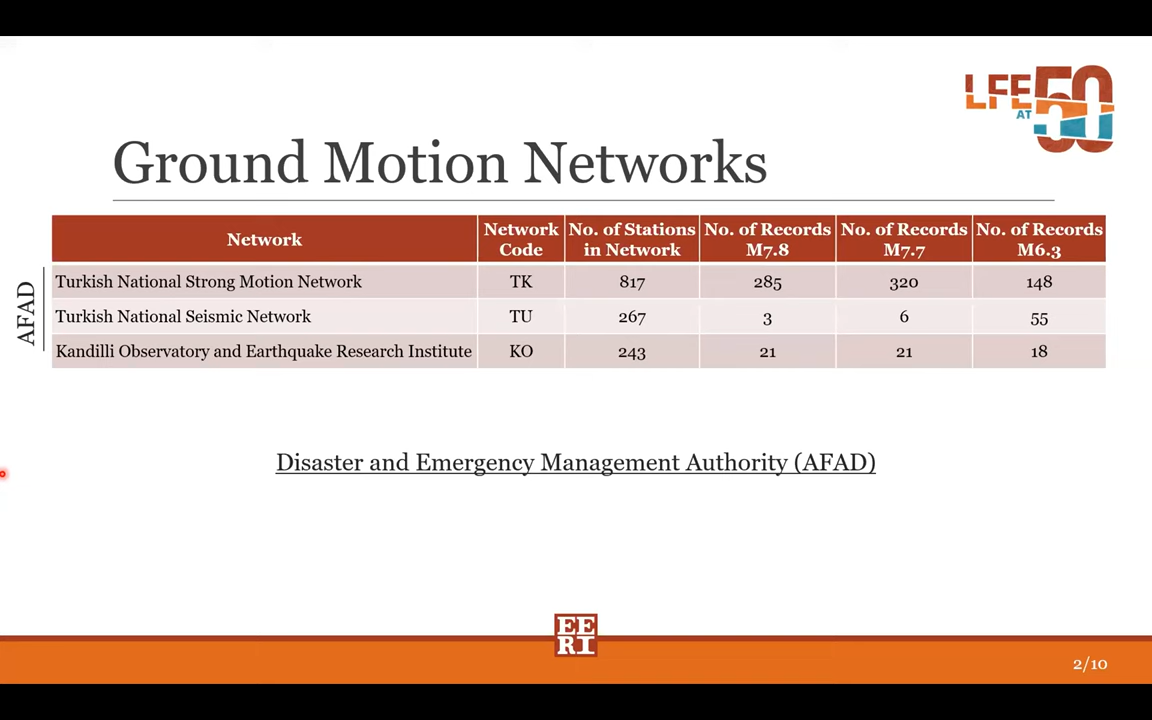 LFE AT 50
Ground Motion Networks
Network | Network Code | No. of Stations in Network | No. of Records M7.8 | No. of Records M7.7 | No. of Records M6.3
AFAD
Turkish National Strong Motion Network | TK | 817 | 285 | 320 | 148
Turkish National Seismic Network | TU | 267 | 3 | 6 | 55
Kandilli Observatory and Earthquake Research Institute | KO | 243 | 21 | 21 | 18
Disaster and Emergency Management Authority (AFAD)
EE
RI
2/10